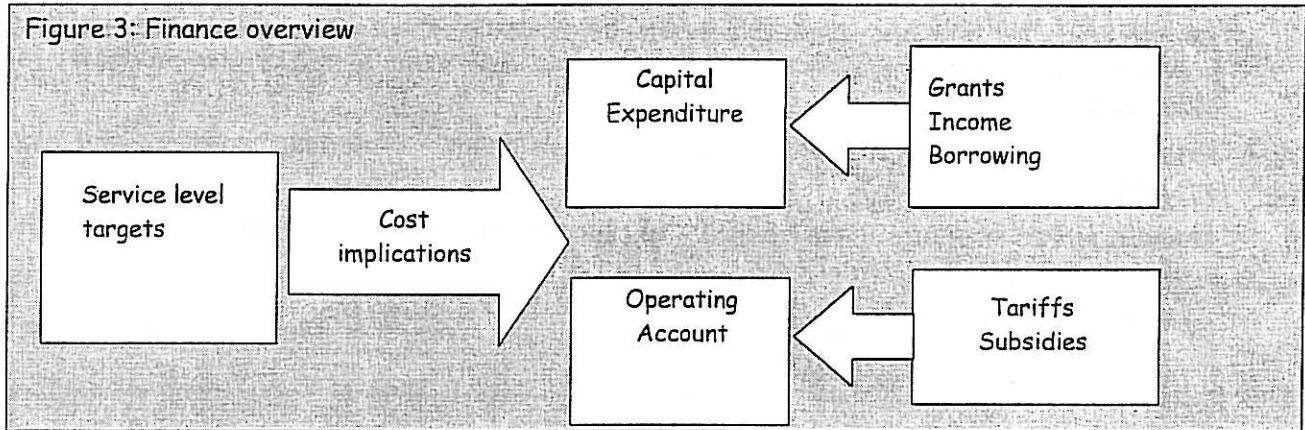 Figure 3: Finance overview
Service level
targets
Cost
implications
Capital
Expenditure
Grants
Income
Borrowing
Operating
Account
Tariffs
Subsidies